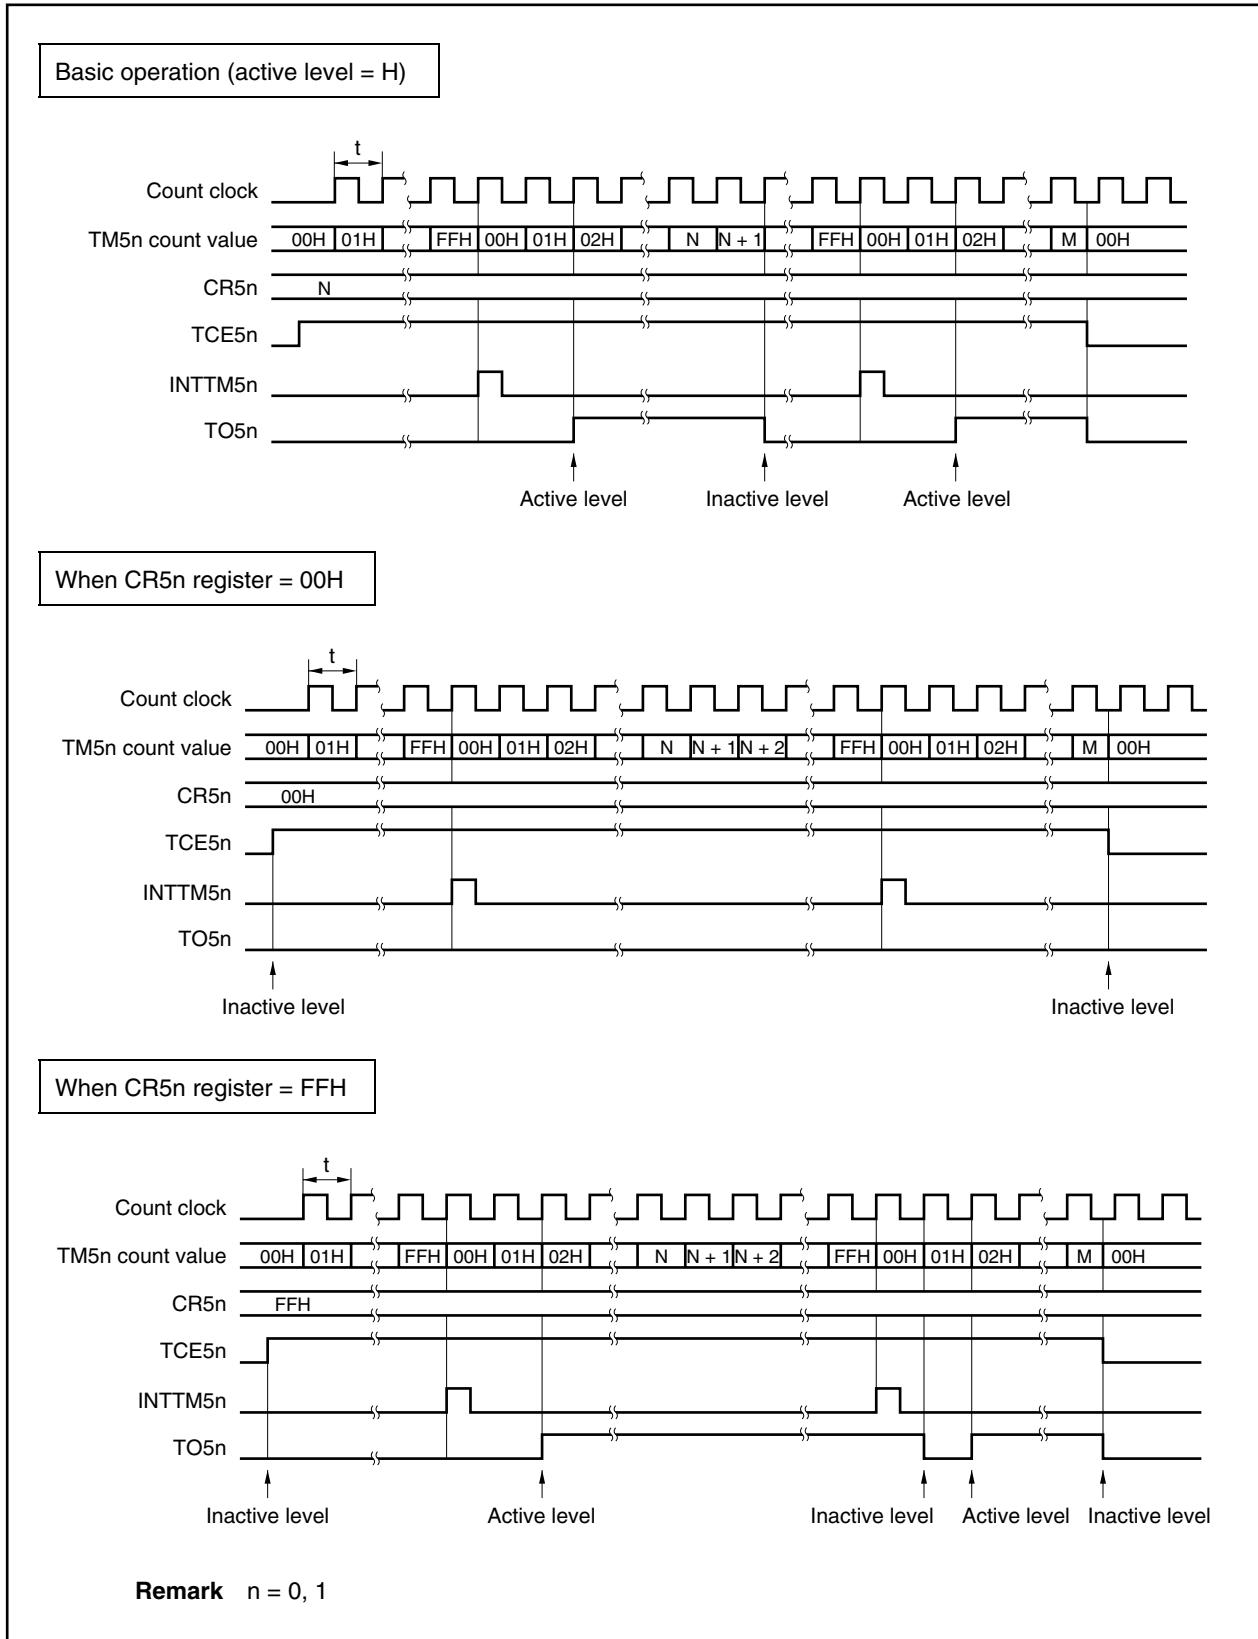 Basic operation (active level = H)
t
Count clock
TM5n count value 00H 01H FFH 00H 01H 02H N N + 1 FFH 00H 01H 02H M 00H
CR5n N
TCE5n
INTTM5n
TO5n
Active level Inactive level Active level
When CR5n register = 00H
t
Count clock
TM5n count value 00H 01H FFH 00H 01H 02H N N + 1 N + 2 FFH 00H 01H 02H M 00H
CR5n 00H
TCE5n
INTTM5n
TO5n
Inactive level Inactive level
When CR5n register = FFH
t
Count clock
TM5n count value 00H 01H FFH 00H 01H 02H N N + 1 N + 2 FFH 00H 01H 02H M 00H
CR5n FFH
TCE5n
INTTM5n
TO5n
Inactive level Active level Inactive level Active level Inactive level
Remark n = 0, 1